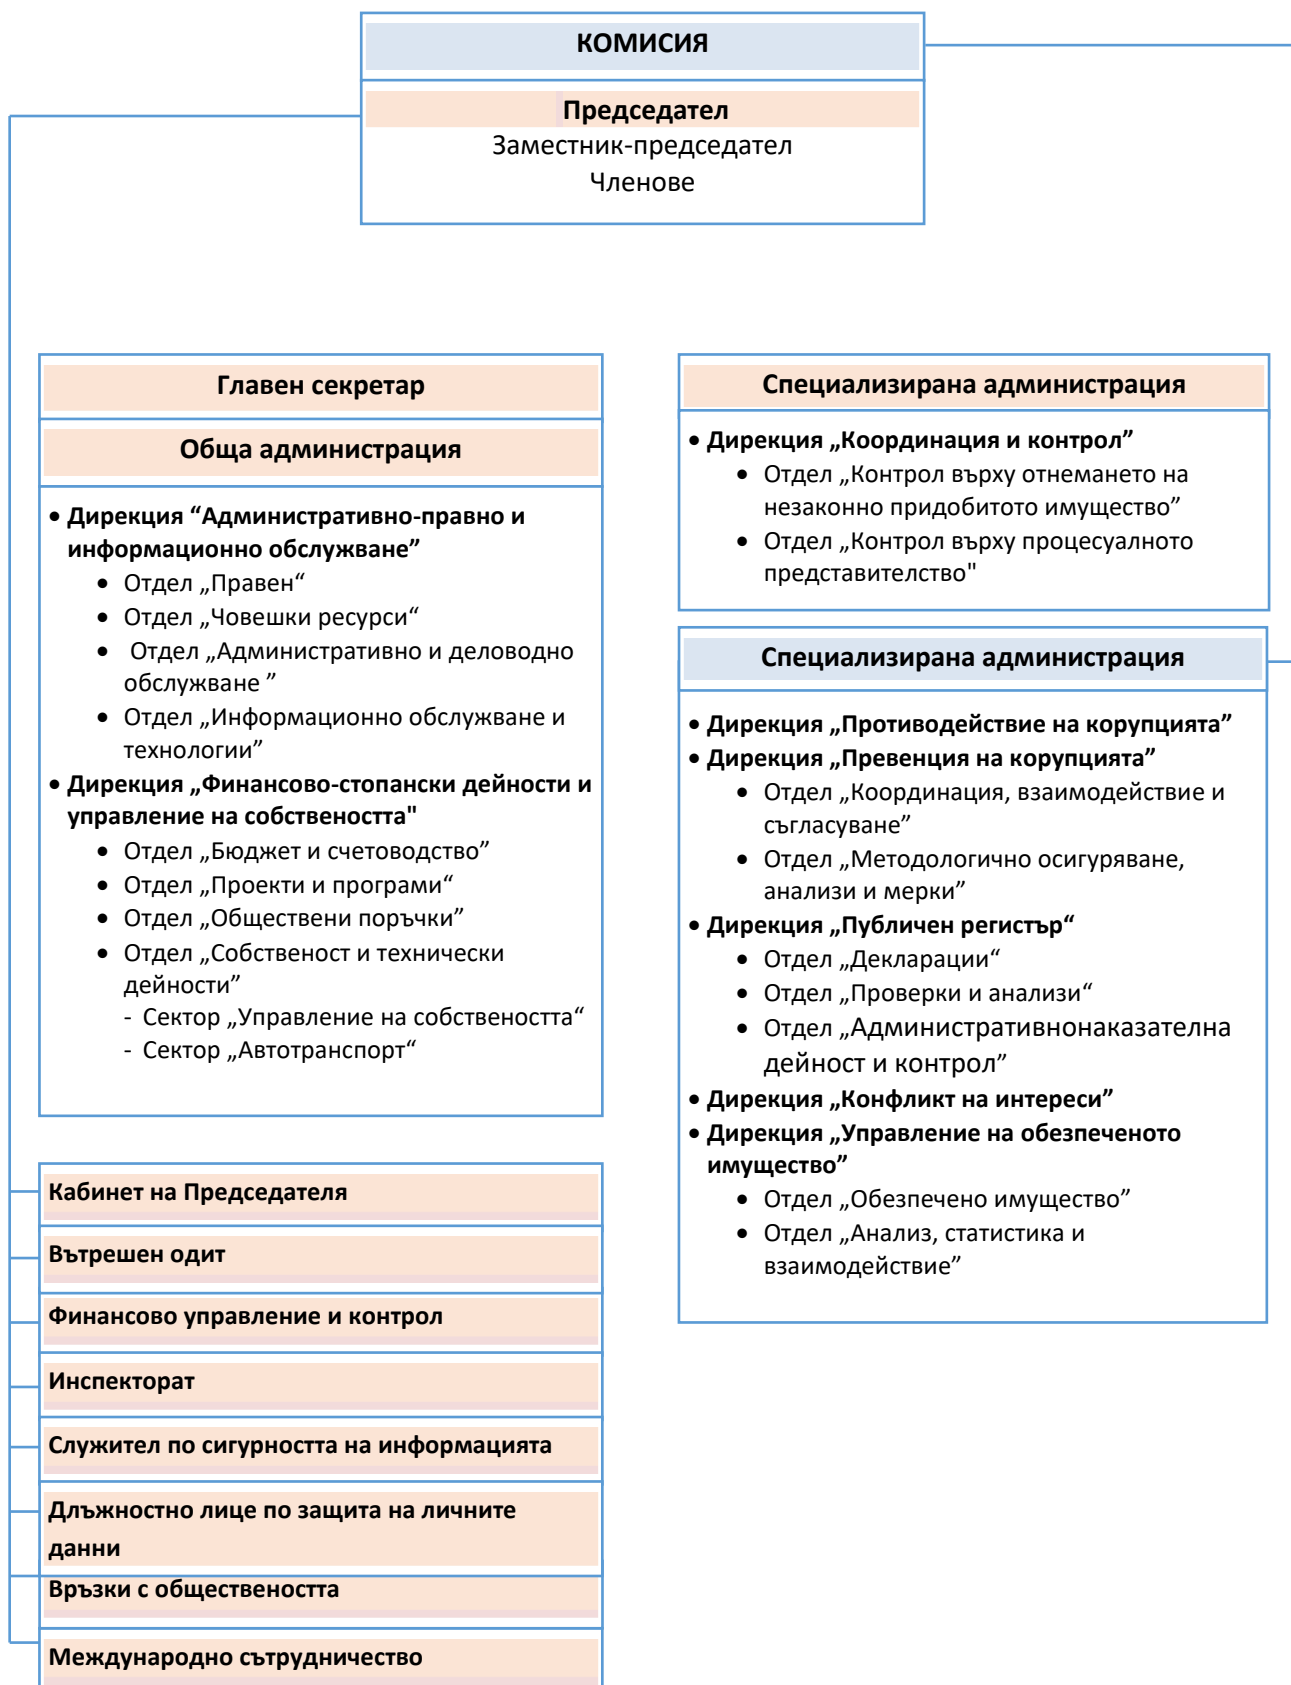 КОМИСИЯ
Председател
Заместник-председател
Членове
Главен секретар
Обща администрация
• Дирекция “Административно-правно и
информационно обслужване”
• Отдел „Правен“
• Отдел „Човешки ресурси“
• Отдел „Административно и деловодно
обслужване ”
• Отдел „Информационно обслужване и
технологии”
• Дирекция „Финансово-стопански дейности и
управление на собствеността"
• Отдел „Бюджет и счетоводство”
• Отдел „Проекти и програми“
• Отдел „Обществени поръчки”
• Отдел „Собственост и технически
дейности”
- Сектор „Управление на собствеността“
- Сектор „Автотранспорт“
Специализирана администрация
• Дирекция „Координация и контрол”
• Отдел „Контрол върху отнемането на
незаконно придобитото имущество”
• Отдел „Контрол върху процесуалното
представителство"
Специализирана администрация
• Дирекция „Противодействие на корупцията”
• Дирекция „Превенция на корупцията”
• Отдел „Координация, взаимодействие и
съгласуване”
• Отдел „Методологично осигуряване,
анализи и мерки”
• Дирекция „Публичен регистър“
• Отдел „Декларации“
• Отдел „Проверки и анализи“
• Отдел „Административнонаказателна
дейност и контрол”
• Дирекция „Конфликт на интереси”
• Дирекция „Управление на обезпеченото
имущество”
• Отдел „Обезпечено имущество”
• Отдел „Анализ, статистика и
взаимодействие”
Кабинет на Председателя
Вътрешен одит
Финансово управление и контрол
Инспекторат
Служител по сигурността на информацията
Длъжностно лице по защита на личните
данни
Връзки с обществеността
Международно сътрудничество